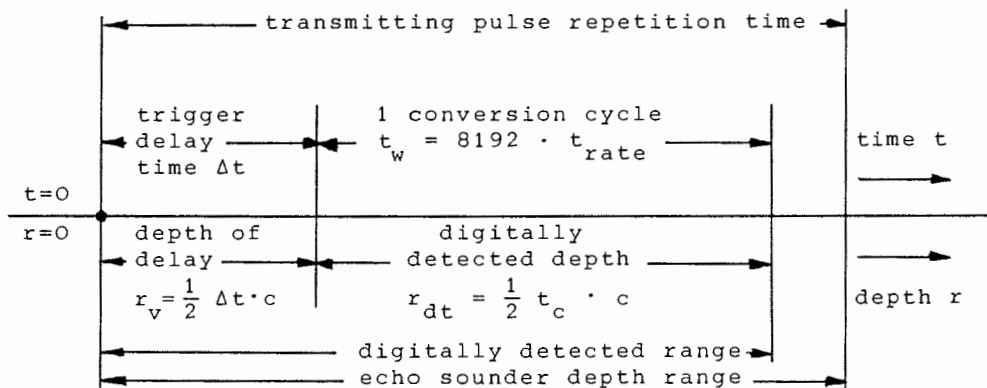 transmitting pulse repetition time
trigger
delay
time Δt
1 conversion cycle
t_w = 8192 · t_rate
time t
t=0
r=0
depth of
delay
r_v = 1/2 Δt·c
digitally
detected depth
r_dt = 1/2 t_c · c
depth r
digitally detected range
echo sounder depth range